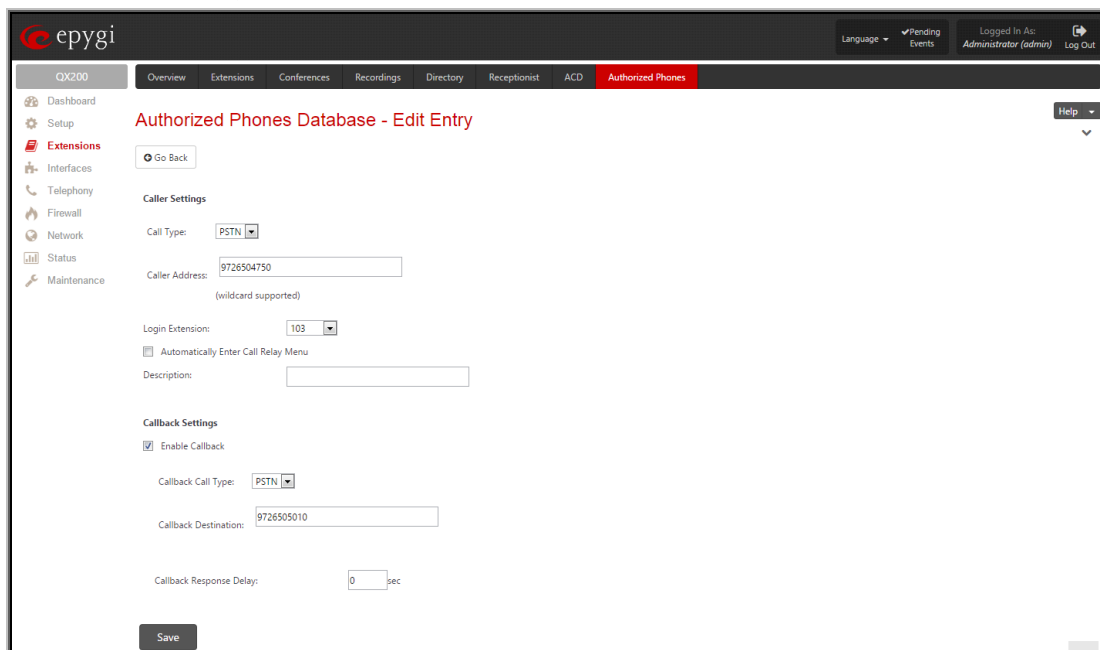 epygi
Language
Pending Events
Logged In As:
Administrator (admin)
Log Out
QX200
Overview Extensions Conferences Recordings Directory Receptionist ACD Authorized Phones
Dashboard
Setup
Extensions
Interfaces
Telephony
Firewall
Network
Status
Maintenance
Help
Authorized Phones Database - Edit Entry
Go Back
Caller Settings
Call Type: PSTN
Caller Address: 9726504750
(wildcard supported)
Login Extension: 103
Automatically Enter Call Relay Menu
Description:
Callback Settings
Enable Callback
Callback Call Type: PSTN
Callback Destination: 9726505010
Callback Response Delay: 0 sec
Save